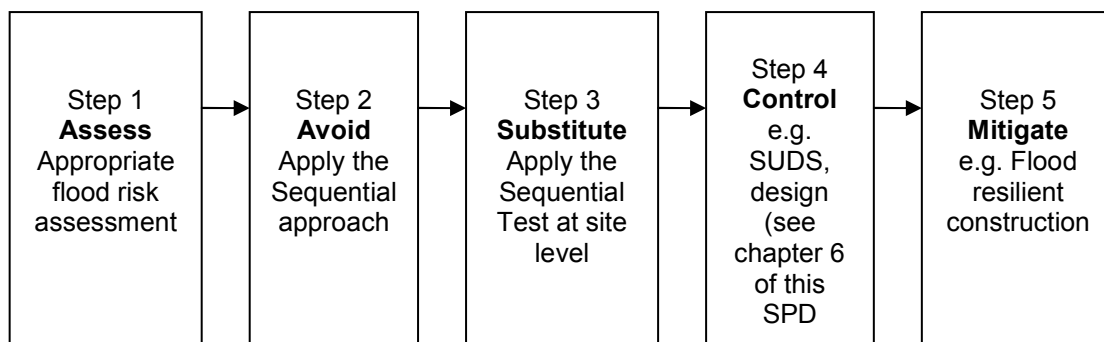 Step 1
Assess
Appropriate
flood risk
assessment
Step 2
Avoid
Apply the
Sequential
approach
Step 3
Substitute
Apply the
Sequential
Test at site
level
Step 4
Control
e.g.
SUDS,
design
(see
chapter 6
of this
SPD
Step 5
Mitigate
e.g. Flood
resilient
construction